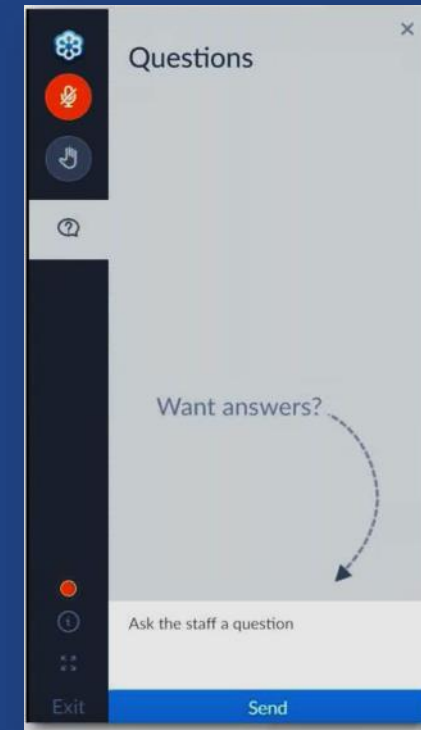 Questions
Want answers?
Ask the staff a question
Exit
Send